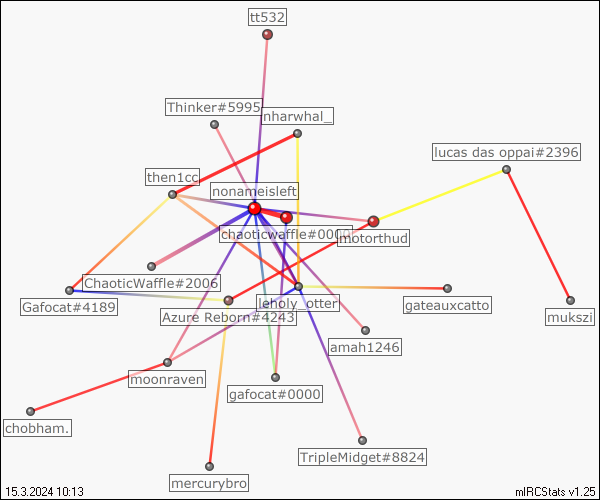 tt532
Thinker#5995
nharwhal_
lucas das oppai#2396
then1cc
nonameisleft
chaoticwaffle#0000
motorthud
ChaoticWaffle#2006
Gafocat#4189
leholy_otter
gateauxcatto
Azure Reborn#4243
mukszi
amah1246
moonraven
gafocat#0000
chobham.
TripleMidget#8824
mercurybro
15.3.2024 10:13
mIRCStats v1.25